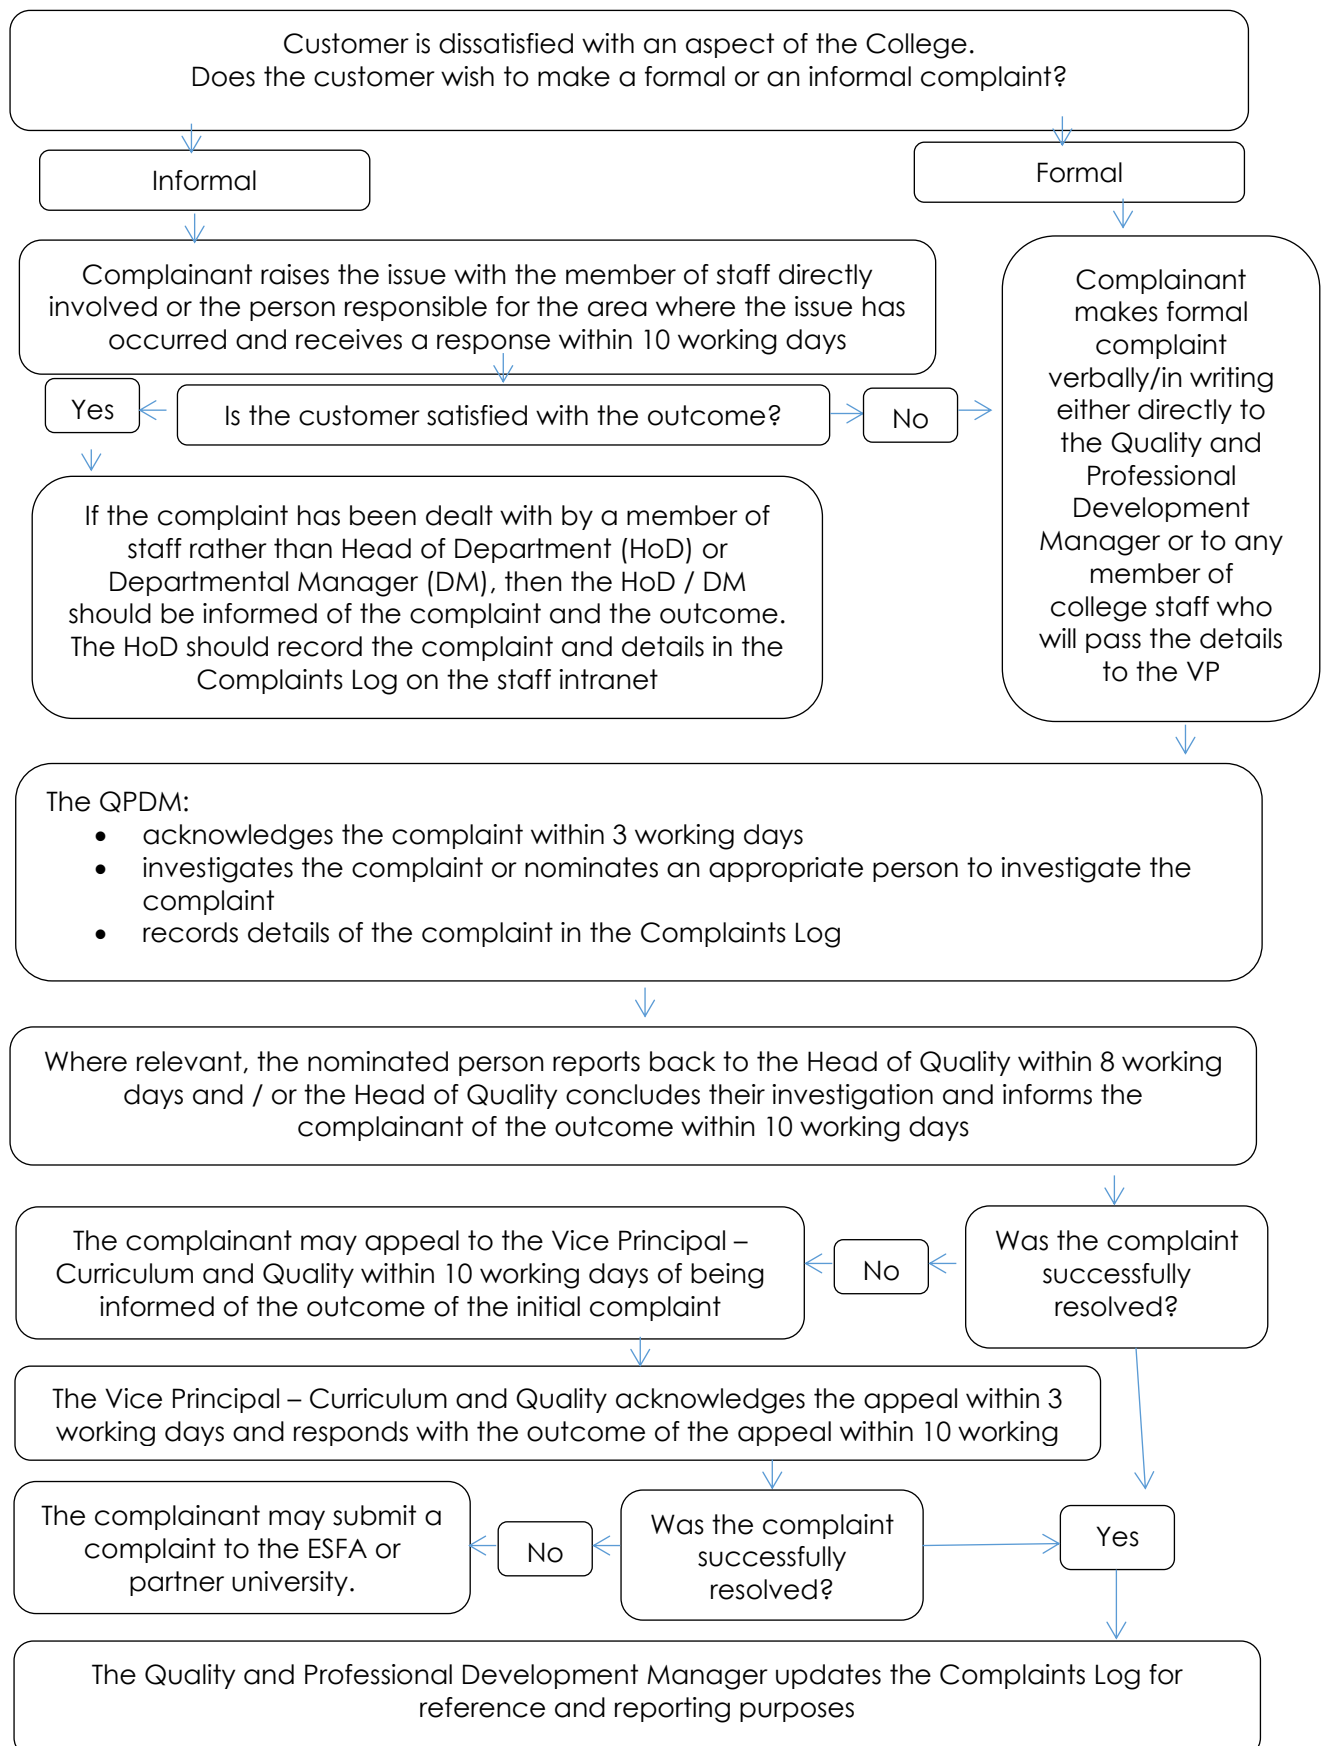 Customer is dissatisfied with an aspect of the College.
Does the customer wish to make a formal or an informal complaint?
Informal
Formal
Complainant raises the issue with the member of staff directly
involved or the person responsible for the area where the issue has
occurred and receives a response within 10 working days
Complainant
makes formal
complaint
verbally/in writing
either directly to
the Quality and
Professional
Development
Manager or to any
member of
college staff who
will pass the details
to the VP
Yes
Is the customer satisfied with the outcome?
No
If the complaint has been dealt with by a member of
staff rather than Head of Department (HoD) or
Departmental Manager (DM), then the HoD / DM
should be informed of the complaint and the outcome.
The HoD should record the complaint and details in the
Complaints Log on the staff intranet
The QPDM:
• acknowledges the complaint within 3 working days
• investigates the complaint or nominates an appropriate person to investigate the
complaint
• records details of the complaint in the Complaints Log
Where relevant, the nominated person reports back to the Head of Quality within 8 working
days and / or the Head of Quality concludes their investigation and informs the
complainant of the outcome within 10 working days
The complainant may appeal to the Vice Principal –
Curriculum and Quality within 10 working days of being
informed of the outcome of the initial complaint
No
Was the complaint
successfully
resolved?
The Vice Principal – Curriculum and Quality acknowledges the appeal within 3
working days and responds with the outcome of the appeal within 10 working
The complainant may submit a
complaint to the ESFA or
partner university.
No
Was the complaint
successfully
resolved?
Yes
The Quality and Professional Development Manager updates the Complaints Log for
reference and reporting purposes